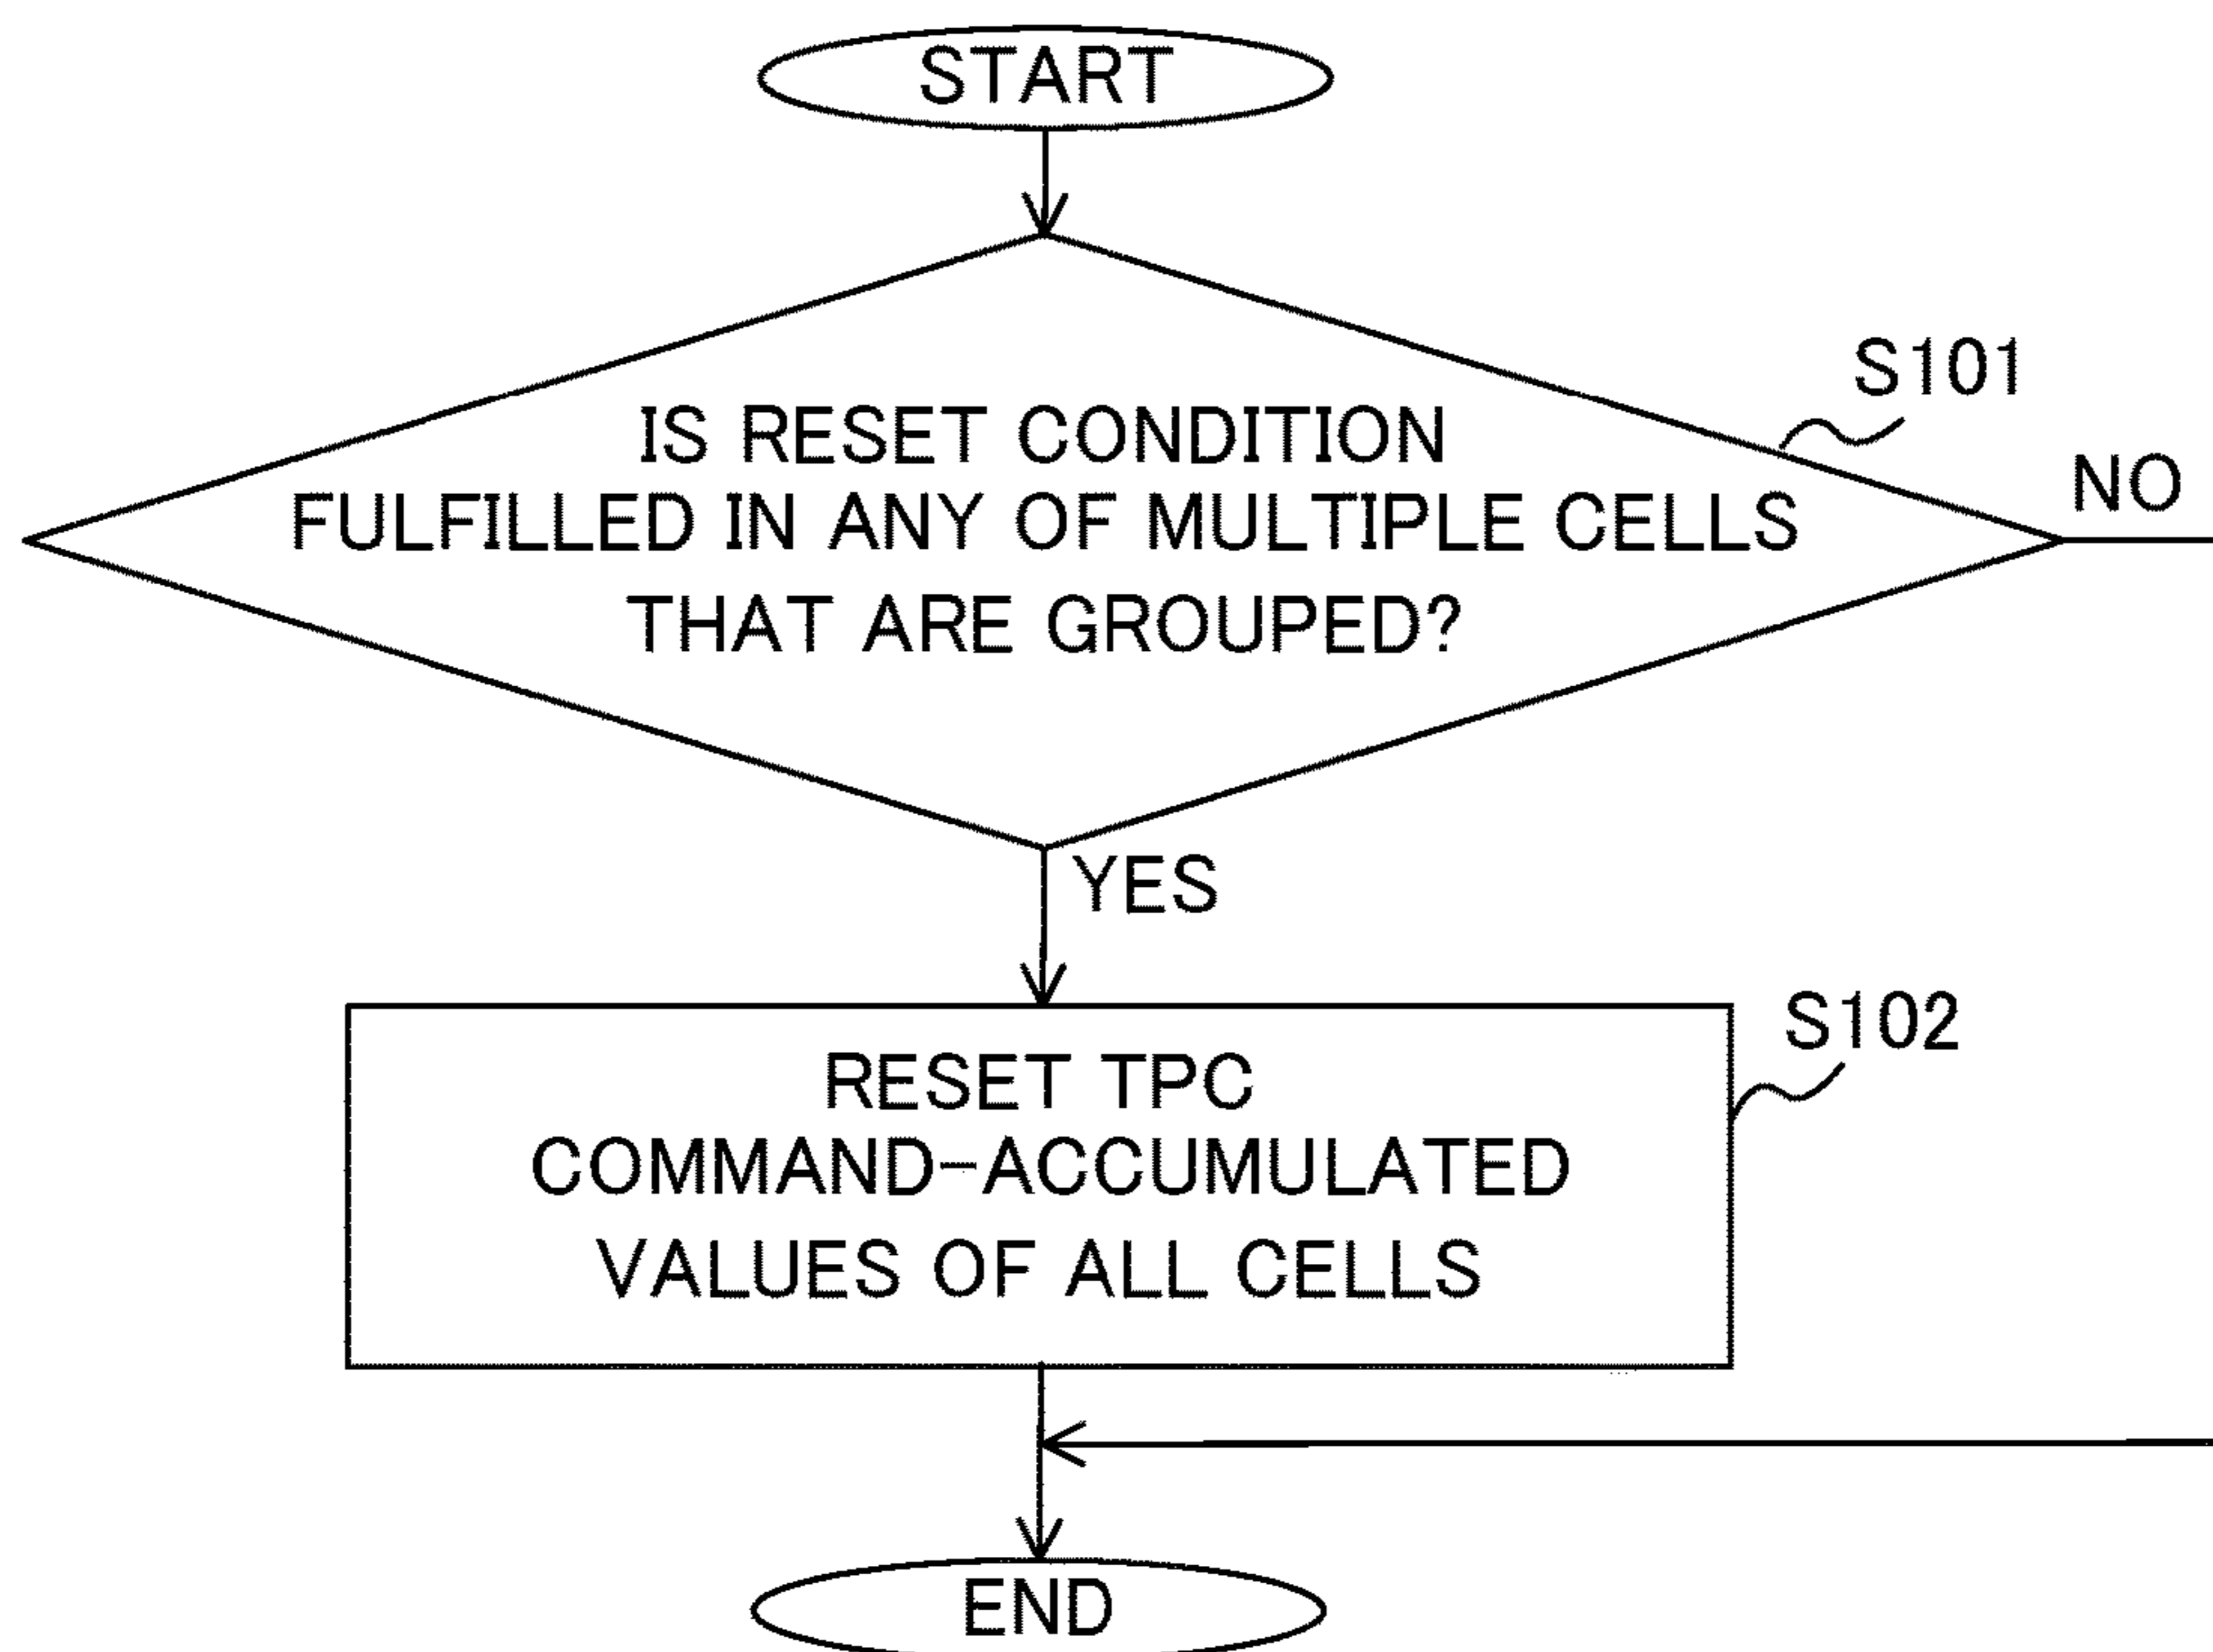 START
S101
IS RESET CONDITION
FULFILLED IN ANY OF MULTIPLE CELLS
THAT ARE GROUPED?
NO
YES
S102
RESET TPC
COMMAND-ACCUMULATED
VALUES OF ALL CELLS
END